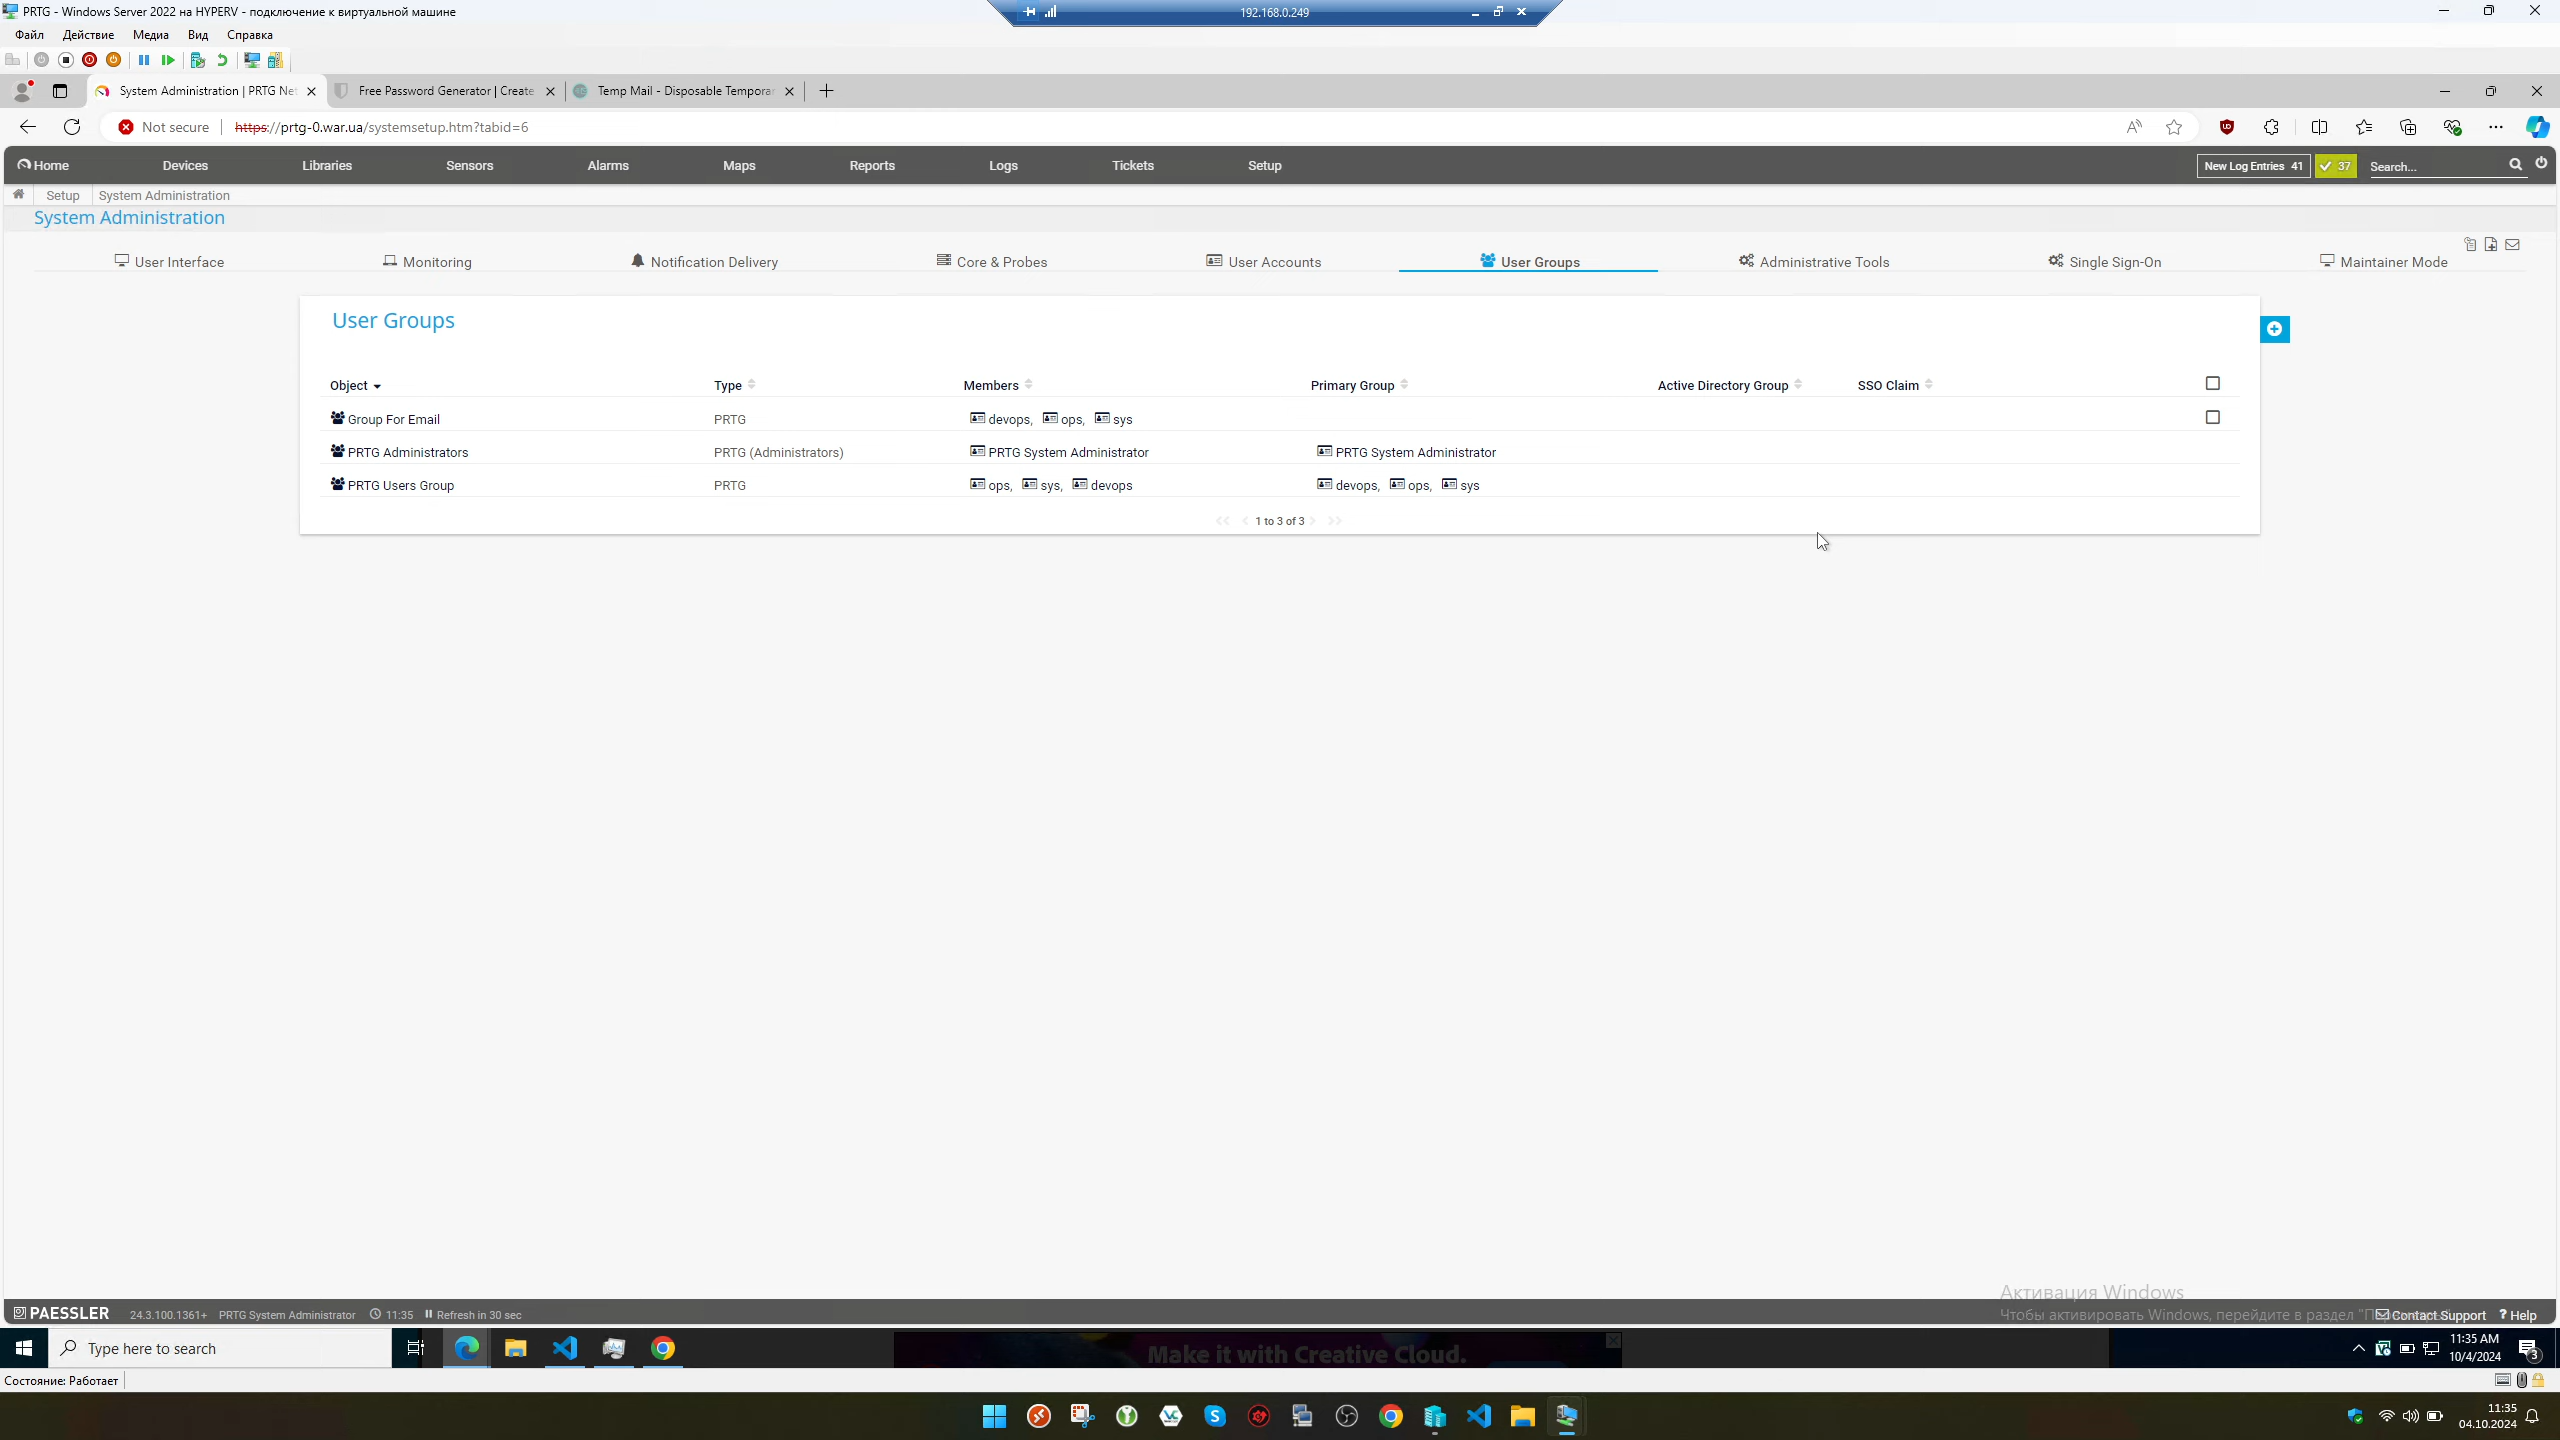 PRTG - Windows Server 2022 на HYPERV - подключение к виртуальной машине
192.168.0.249
Файл Действие Медиа Вид Справка
System Administration | PRTG Net Free Password Generator | Create Temp Mail - Disposable Temporar
Not secure https://prtg-0.war.ua/systemsetup.htm?tabid=6
Home Devices Libraries Sensors Alarms Maps Reports Logs Tickets Setup New Log Entries 41 37 Search...
Setup System Administration
System Administration
User Interface Monitoring Notification Delivery Core & Probes User Accounts User Groups Administrative Tools Single Sign-On Maintainer Mode
User Groups
Object Type Members Primary Group Active Directory Group SSO Claim
Group For Email PRTG devops, ops, sys
PRTG Administrators PRTG (Administrators) PRTG System Administrator PRTG System Administrator
PRTG Users Group PRTG ops, sys, devops devops, ops, sys
<< < 1 to 3 of 3 > >>
Активация Windows
Чтобы активировать Windows, перейдите в раздел
PAESSLER 24.3.100.1361+ PRTG System Administrator 11:35 Refresh in 30 sec Contact Support ? Help
Type here to search
Make it with Creative Cloud.
11:35 AM
10/4/2024
3
Состояние: Работает
11:35
04.10.2024